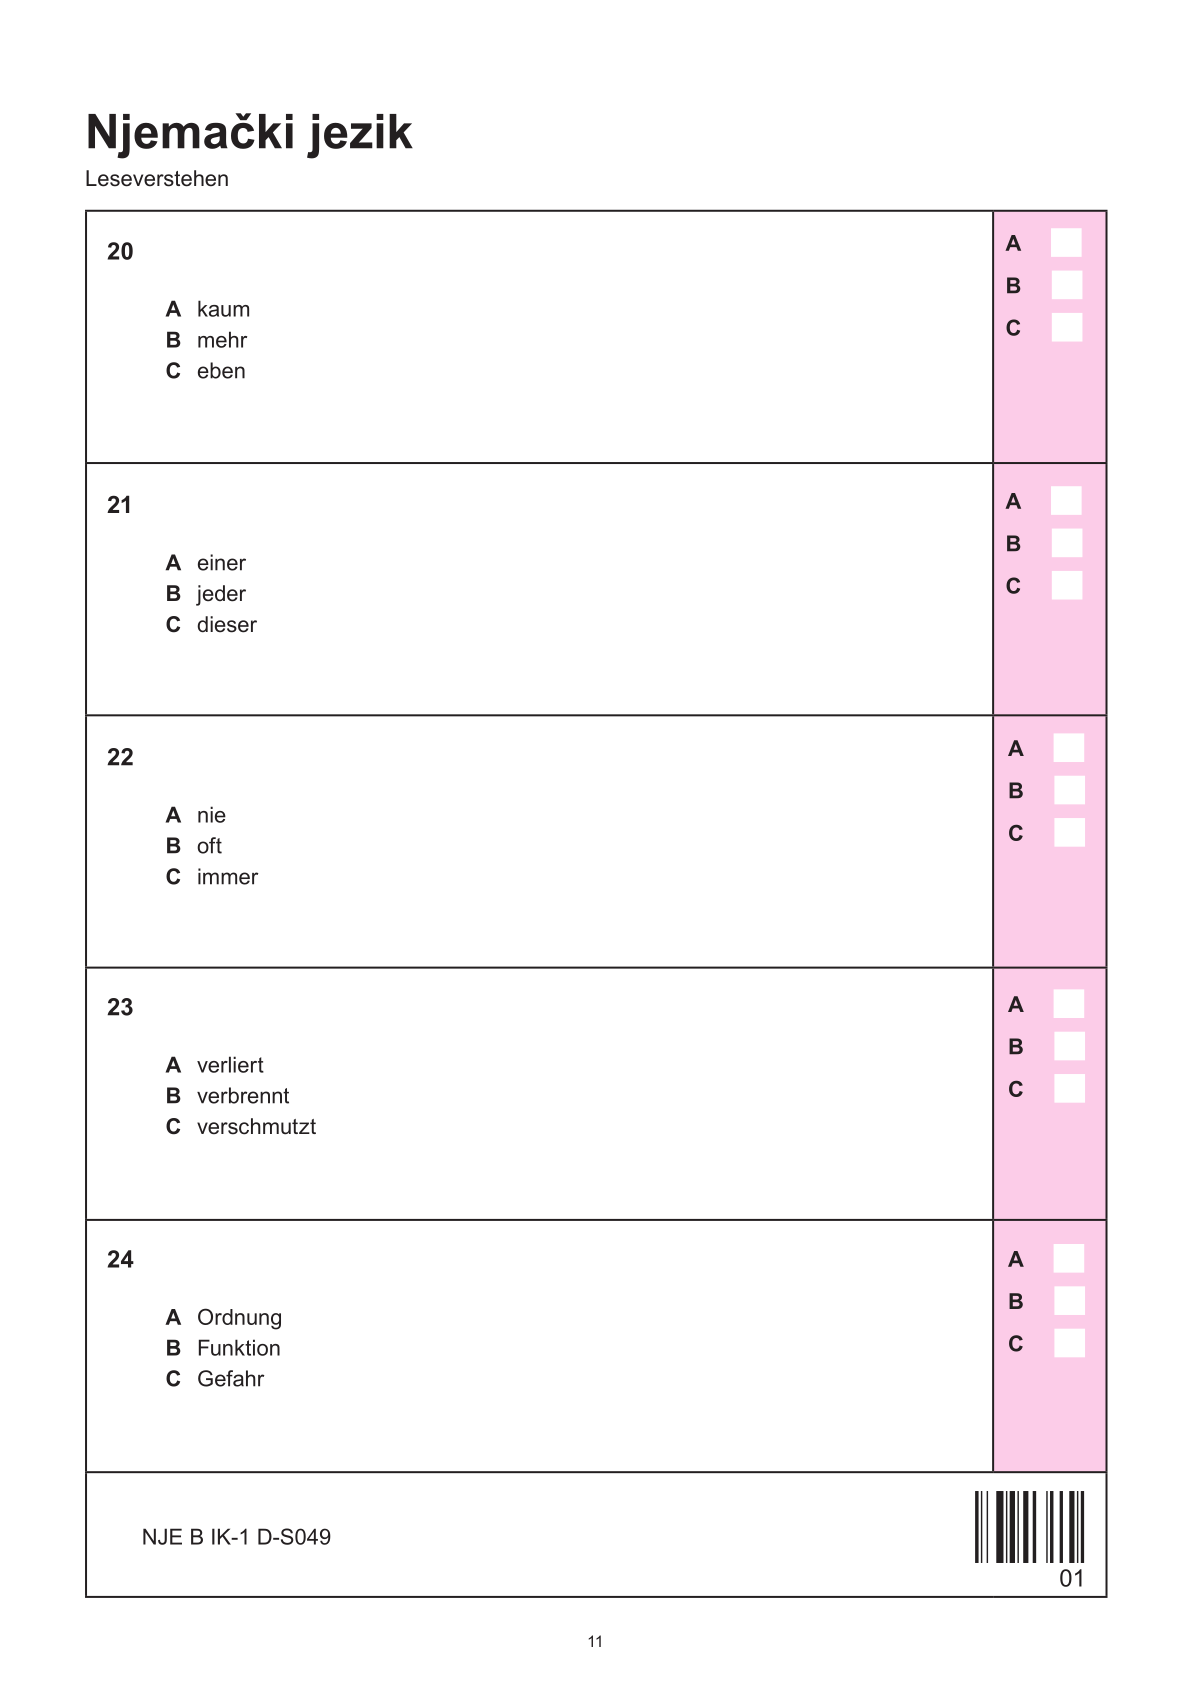 Njemački jezik
Leseverstehen
20
A kaum
B mehr
C eben
A
B
C
21
A einer
B jeder
C dieser
A
B
C
22
A nie
B oft
C immer
A
B
C
23
A verliert
B verbrennt
C verschmutzt
A
B
C
24
A Ordnung
B Funktion
C Gefahr
A
B
C
NJE B IK-1 D-S049
01
11